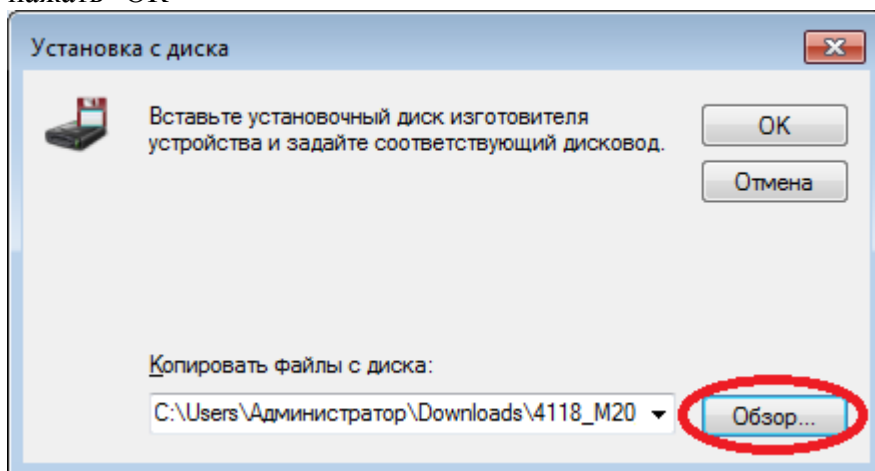 Установка с диска
Вставьте установочный диск изготовителя
устройства и задайте соответствующий дисковод.
OK
Отмена
Копировать файлы с диска:
C:\Users\Администратор\Downloads\4118_M20
Обзор...